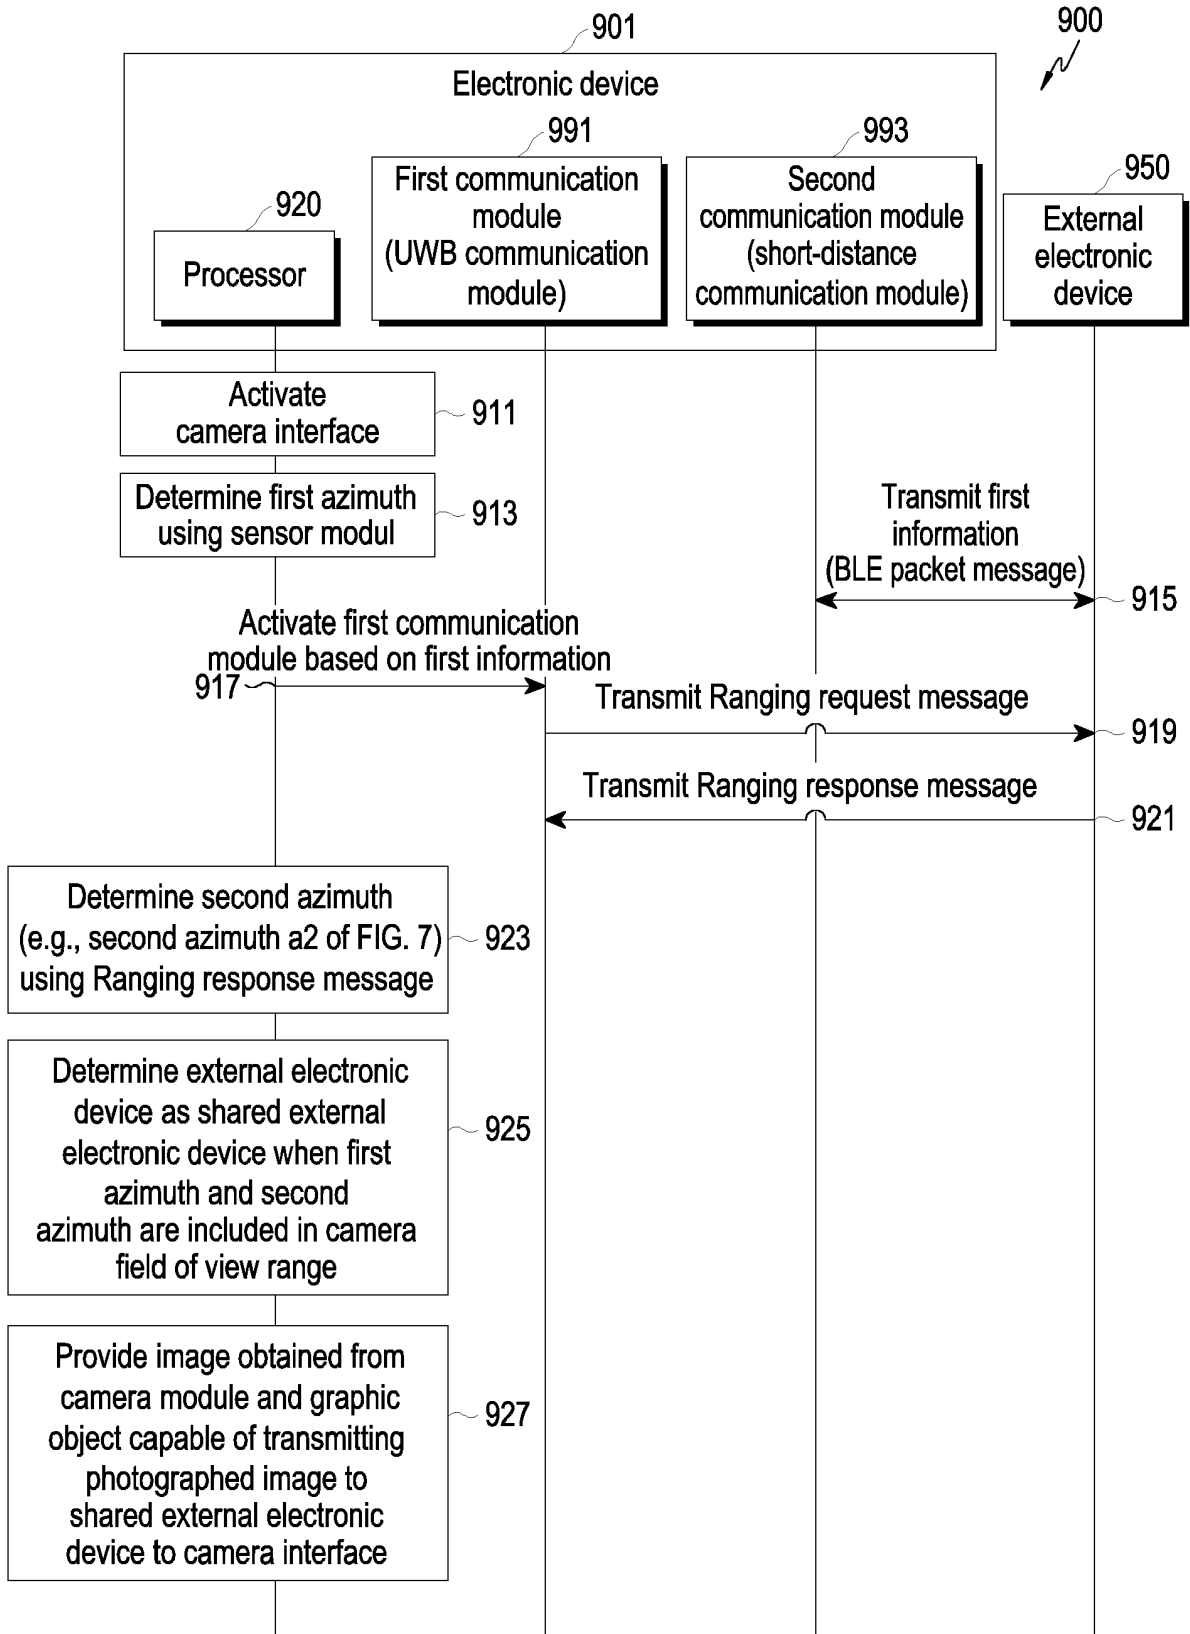 901
900
Electronic device
991
993
950
920
First communication
module
(UWB communication
module)
Second
communication module
(short-distance
communication module)
External
electronic
device
Processor
Activate
camera interface
911
Determine first azimuth
using sensor modul
913
Transmit first
information
(BLE packet message)
915
Activate first communication
module based on first information
917
Transmit Ranging request message
919
Transmit Ranging response message
921
Determine second azimuth
(e.g., second azimuth a2 of FIG. 7)
using Ranging response message
923
Determine external electronic
device as shared external
electronic device when first
azimuth and second
azimuth are included in camera
field of view range
925
Provide image obtained from
camera module and graphic
object capable of transmitting
photographed image to
shared external electronic
device to camera interface
927